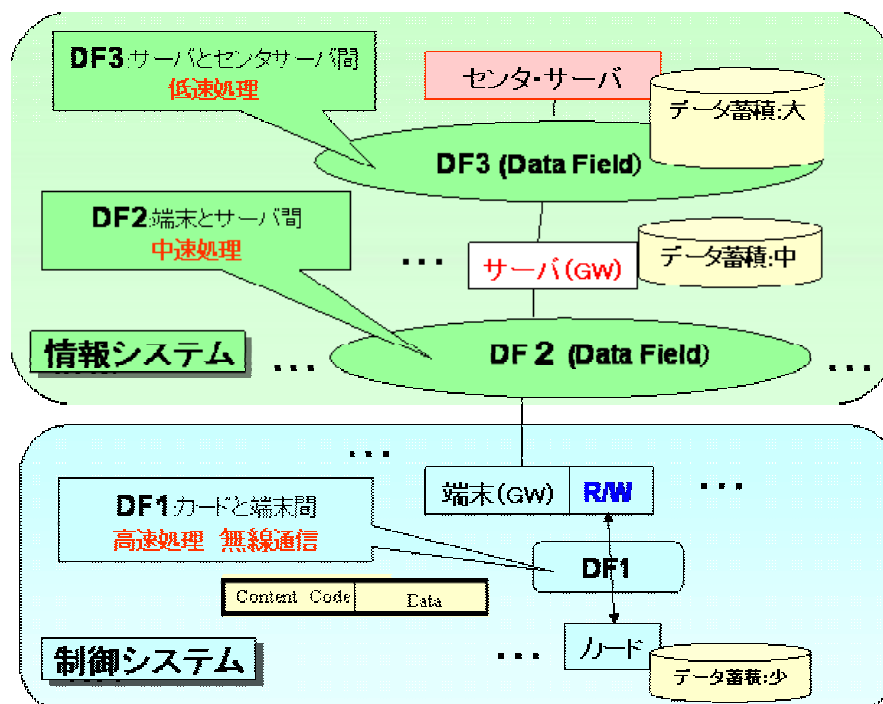 DF3:サーバとセンタサーバ間
低速処理
センタ・サーバ
データ蓄積:大
DF3 (Data Field)
DF2:端末とサーバ間
中速処理
...
サーバ(GW)
データ蓄積:中
情報システム
...
DF 2 (Data Field)
...
...
端末(GW)
R/W
...
DF1:カードと端末間
高速処理 無線通信
DF1
Content Code
Data
制御システム
...
カード
データ蓄積:少